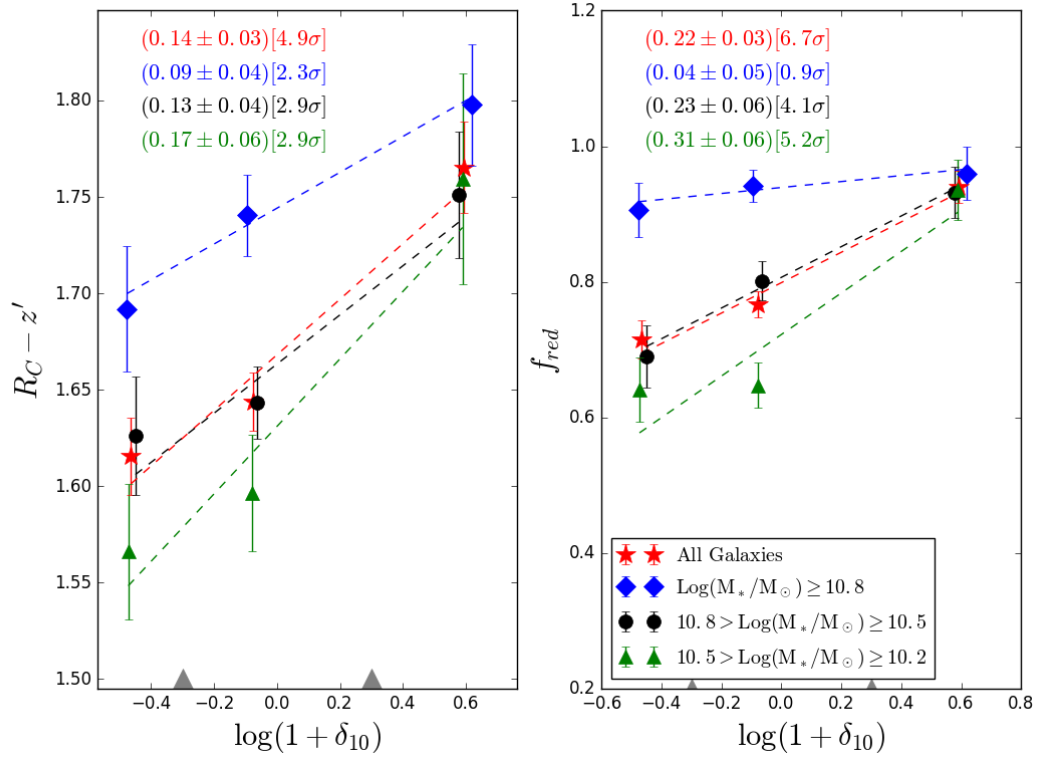 (0.14 ± 0.03)[4.9σ]
(0.09 ± 0.04)[2.3σ]
(0.13 ± 0.04)[2.9σ]
(0.17 ± 0.06)[2.9σ]
1.80
1.75
1.70
1.65
1.60
1.55
1.50
R_C − z′
−0.4 −0.2 0.0 0.2 0.4 0.6
log(1 + δ_10)
(0.22 ± 0.03)[6.7σ]
(0.04 ± 0.05)[0.9σ]
(0.23 ± 0.06)[4.1σ]
(0.31 ± 0.06)[5.2σ]
1.2
1.0
0.8
0.6
0.4
0.2
f_red
All Galaxies
Log(M_*/M_⊙) ≥ 10.8
10.8 > Log(M_*/M_⊙) ≥ 10.5
10.5 > Log(M_*/M_⊙) ≥ 10.2
−0.6 −0.4 −0.2 0.0 0.2 0.4 0.6 0.8
log(1 + δ_10)